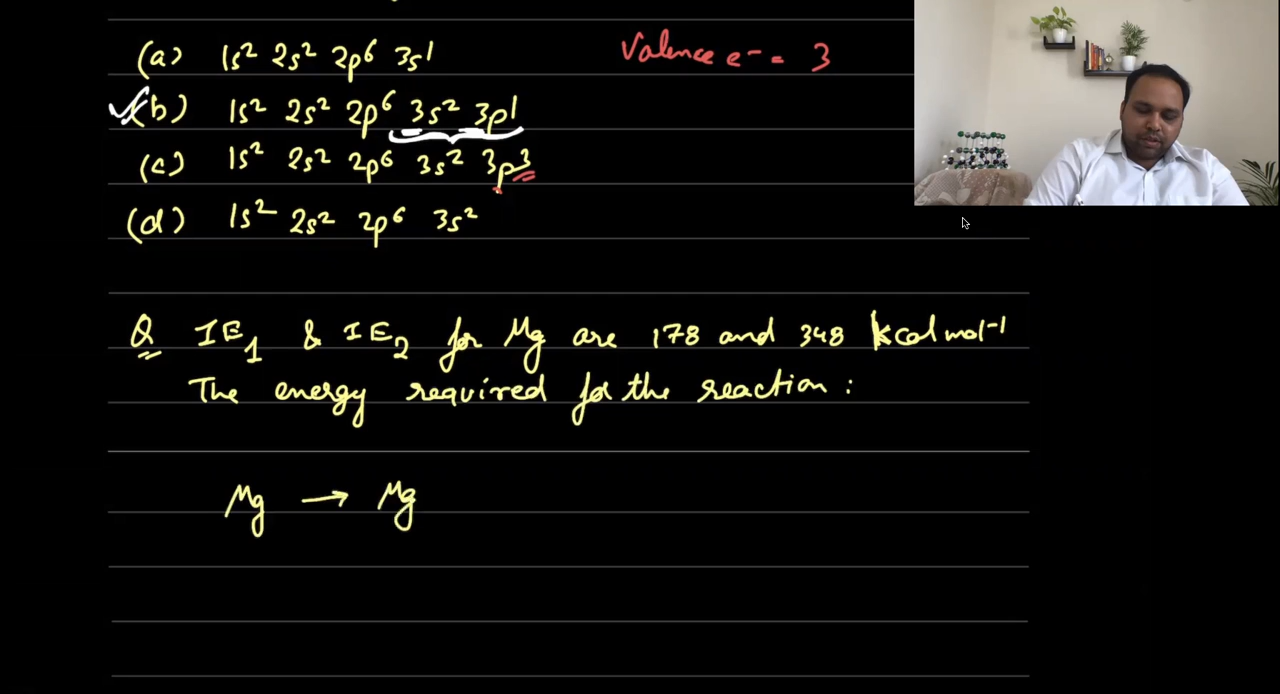 (a) 1s² 2s² 2p⁶ 3s¹
Valence e⁻ = 3
(b) 1s² 2s² 2p⁶ 3s² 3p¹
(c) 1s² 2s² 2p⁶ 3s² 3p³
(d) 1s² 2s² 2p⁶ 3s²
Q IE₁ & IE₂ for Mg are 178 and 348 kcal mol⁻¹
The energy required for the reaction :
Mg → Mg